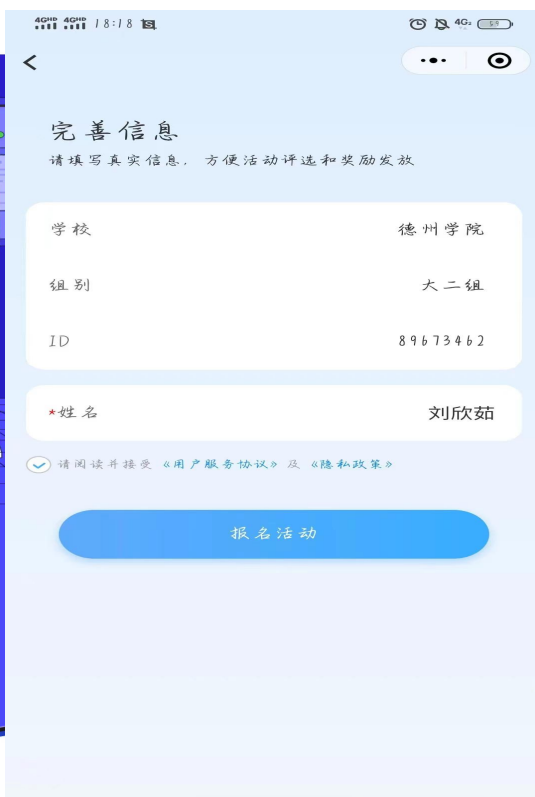 4GHD 4GHD 18:18
完善信息
请填写真实信息，方便活动评选和奖励发放
学校 德州学院
组别 大二组
ID 89673462
*姓名 刘欣茹
请阅读并接受《用户服务协议》及《隐私政策》
报名活动